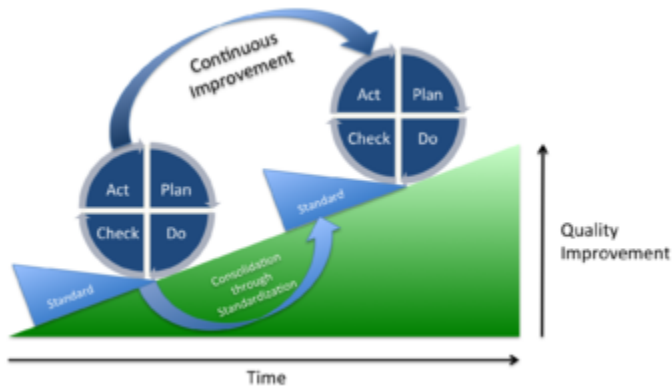 Continuous
Improvement
Act
Plan
Check
Do
Act
Plan
Check
Do
Standard
Standard
Consolidation
through
Standardization
Quality
Improvement
Time